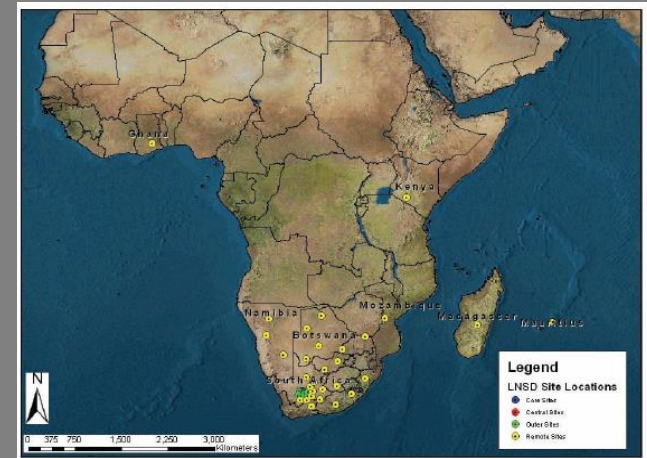 Ghana
Kenya
Namibia
Mozambique
Botswana
Madagascar
Mauritius
South Africa
N
0 375 750 1,500 2,250 3,000
Kilometers
Legend
LNSD Site Locations
Core Sites
Central Sites
Outer Sites
Remote Sites